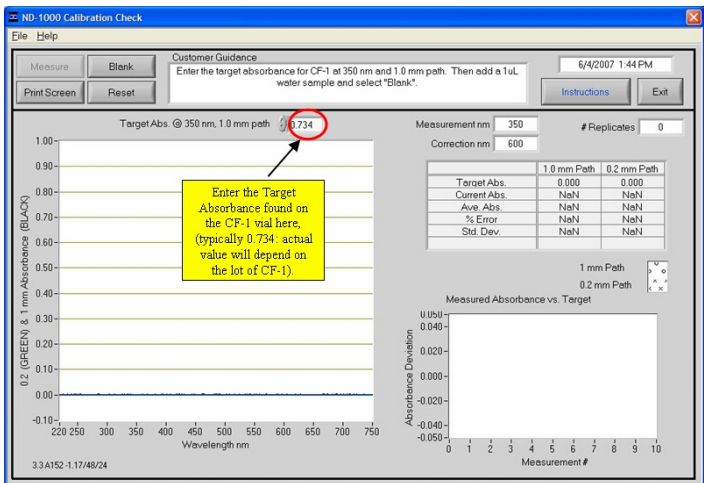 ND-1000 Calibration Check
File Help
Measure
Blank
Print Screen
Reset
Customer Guidance
Enter the target absorbance for CF-1 at 350 nm and 1.0 mm path. Then add a 1uL
water sample and select "Blank".
6/4/2007 1:44 PM
Instructions
Exit
Target Abs. @ 350 nm, 1.0 mm path 0.734
Measurement nm 350
# Replicates 0
Correction nm 600
1.0 mm Path 0.2 mm Path
Target Abs. 0.000 0.000
Current Abs. NaN NaN
Ave. Abs. NaN NaN
% Error NaN NaN
Std. Dev. NaN NaN
Enter the Target
Absorbance found on
the CF-1 vial here,
(typically 0.734: actual
value will depend on
the lot of CF-1).
0.2 (GREEN) & 1 mm Absorbance (BLACK)
1.00
0.90
0.80
0.70
0.60
0.50
0.40
0.30
0.20
0.10
0.00
-0.10
220 250 300 350 400 450 500 550 600 650 700 750
Wavelength nm
1 mm Path
0.2 mm Path
Measured Absorbance vs. Target
Absorbance Deviation
0.050
0.040
0.020
0.000
-0.020
-0.040
-0.050
0 1 2 3 4 5 6 7 8 9 10
Measurement #
3.3 A152 -1.17/48/24